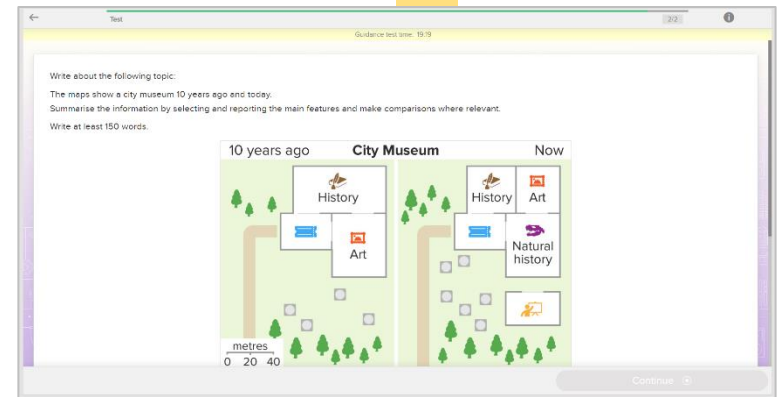 Test
2/2
Guidance test time: 19:19
Write about the following topic:
The maps show a city museum 10 years ago and today.
Summarise the information by selecting and reporting the main features and make comparisons where relevant.
Write at least 150 words.
10 years ago City Museum Now
History
Art
History Art
Natural
history
metres
0 20 40
Continue